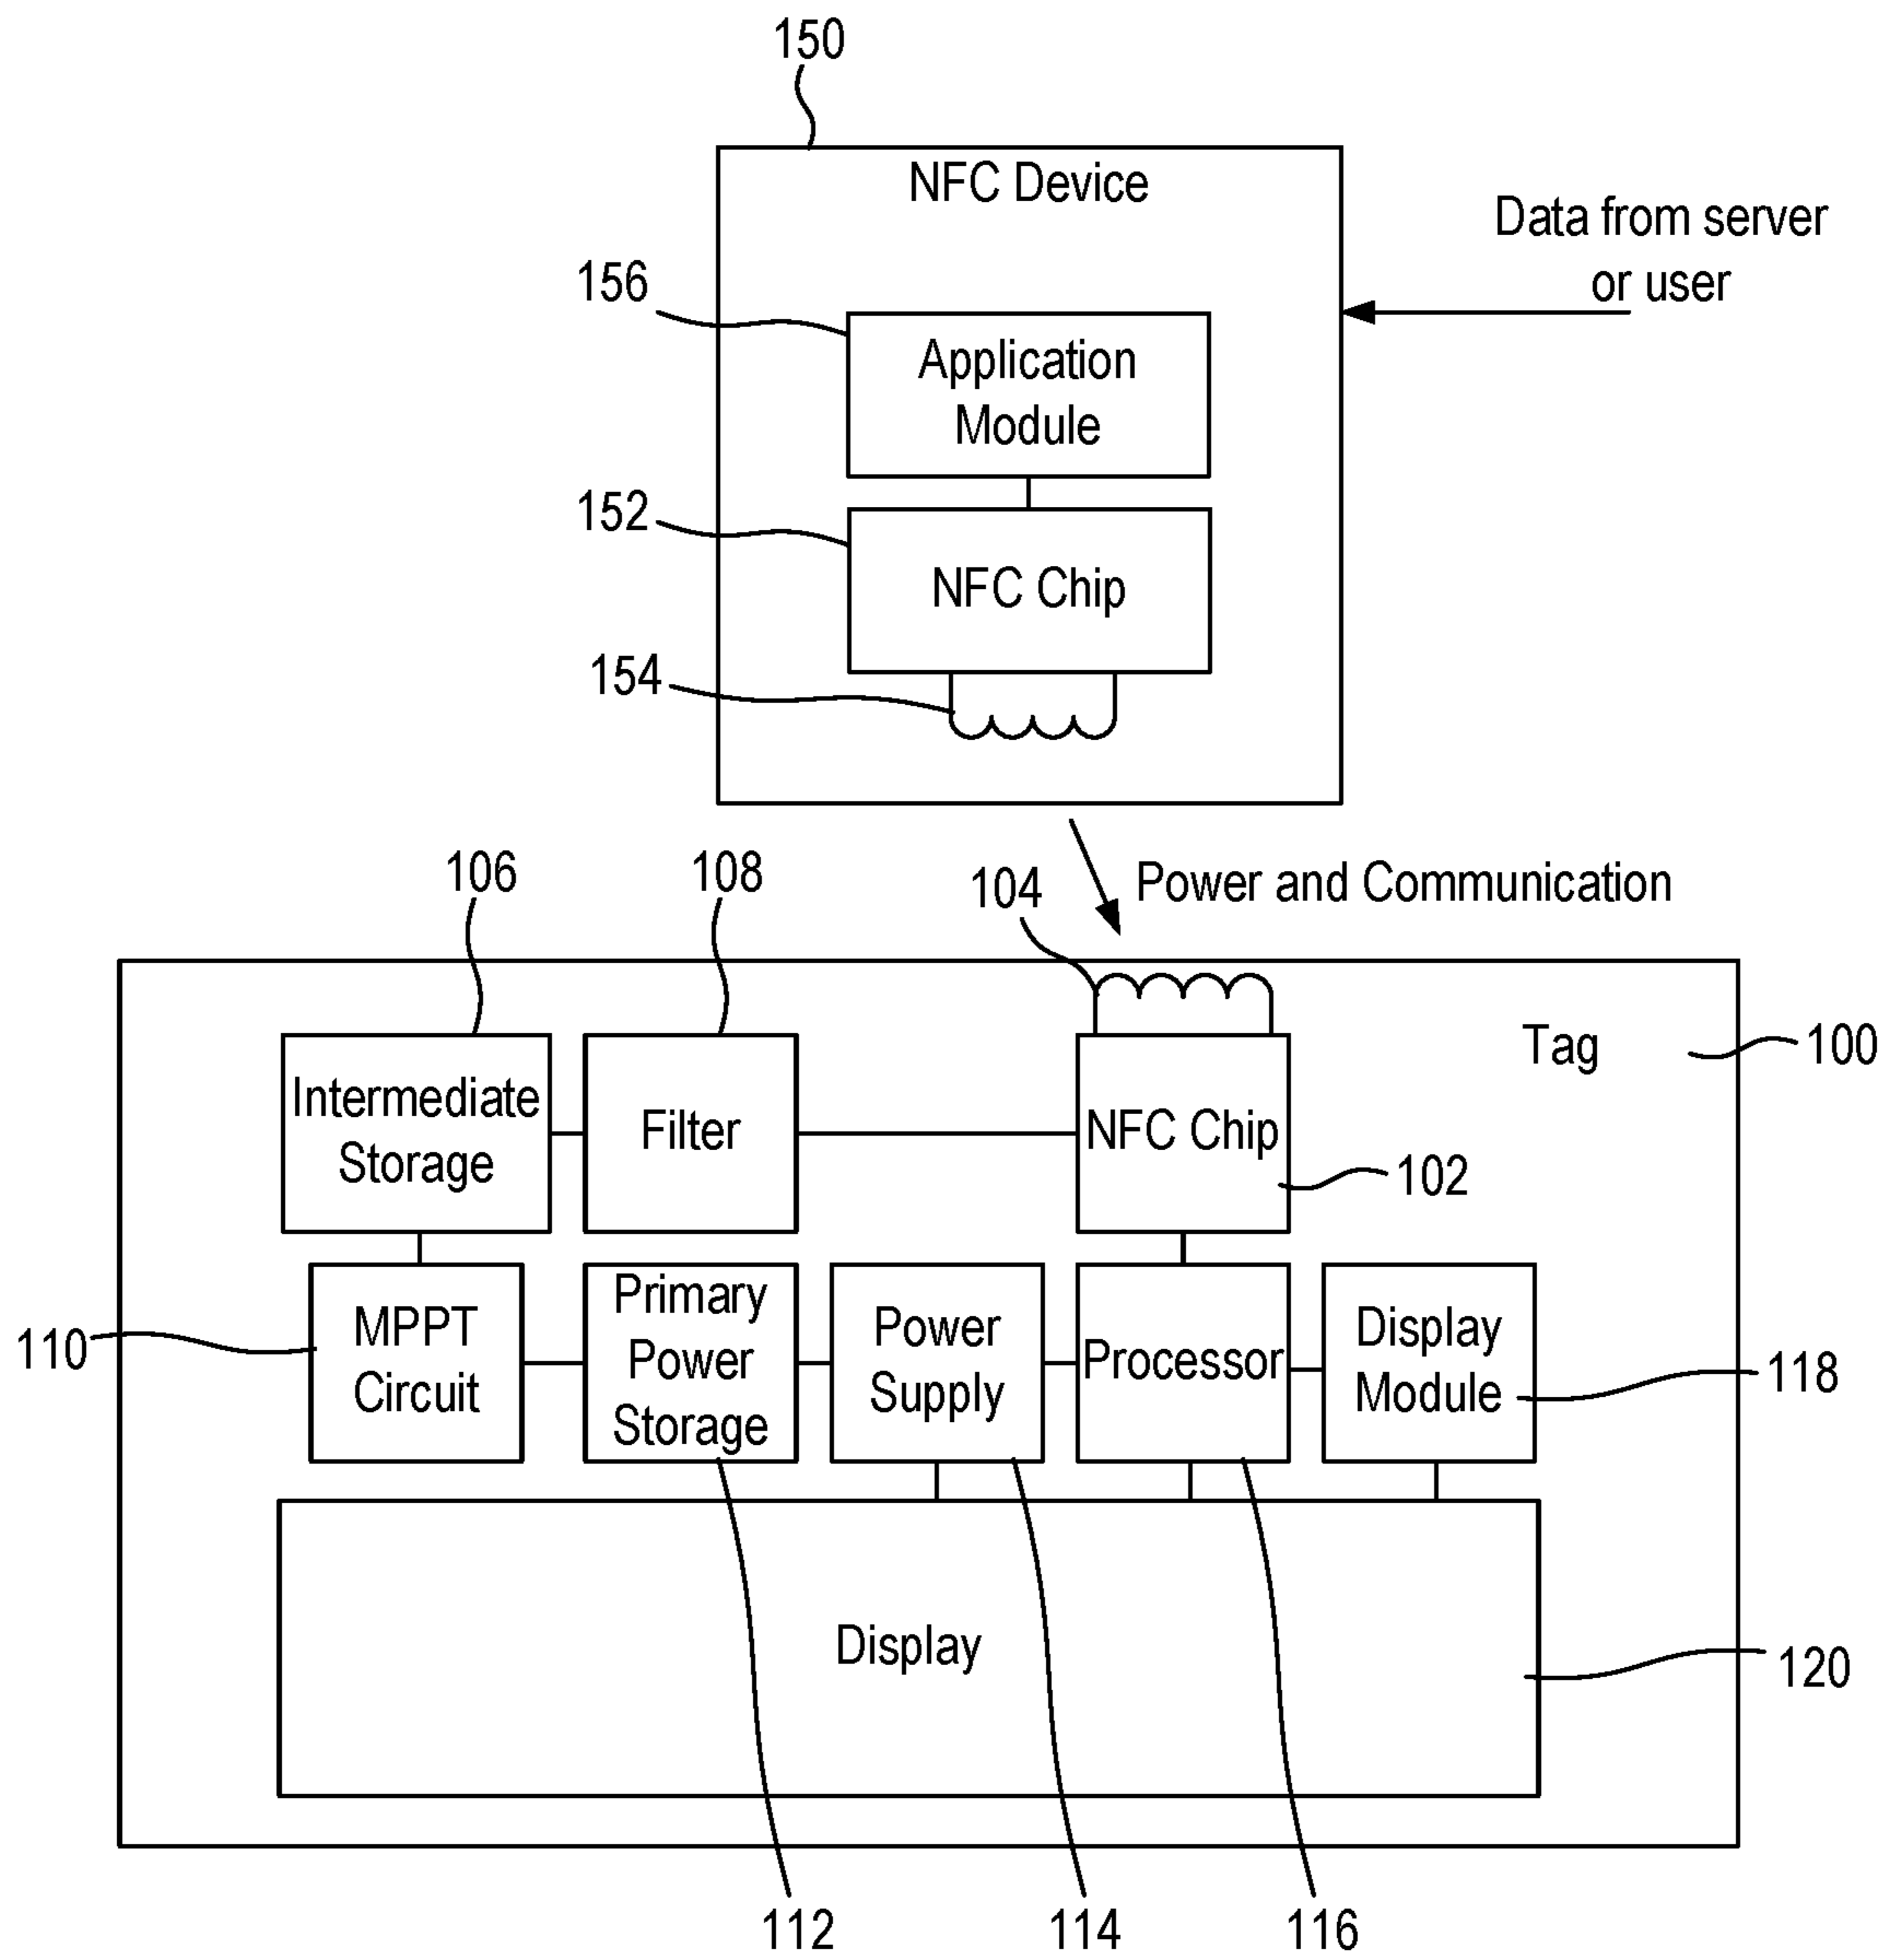 150
NFC Device
Data from server
or user
156
Application
Module
152
NFC Chip
154
106
108
104
Power and Communication
Tag
100
Intermediate
Storage
Filter
NFC Chip
102
110
MPPT
Circuit
Primary
Power
Storage
Power
Supply
Processor
Display
Module
118
Display
120
112
114
116